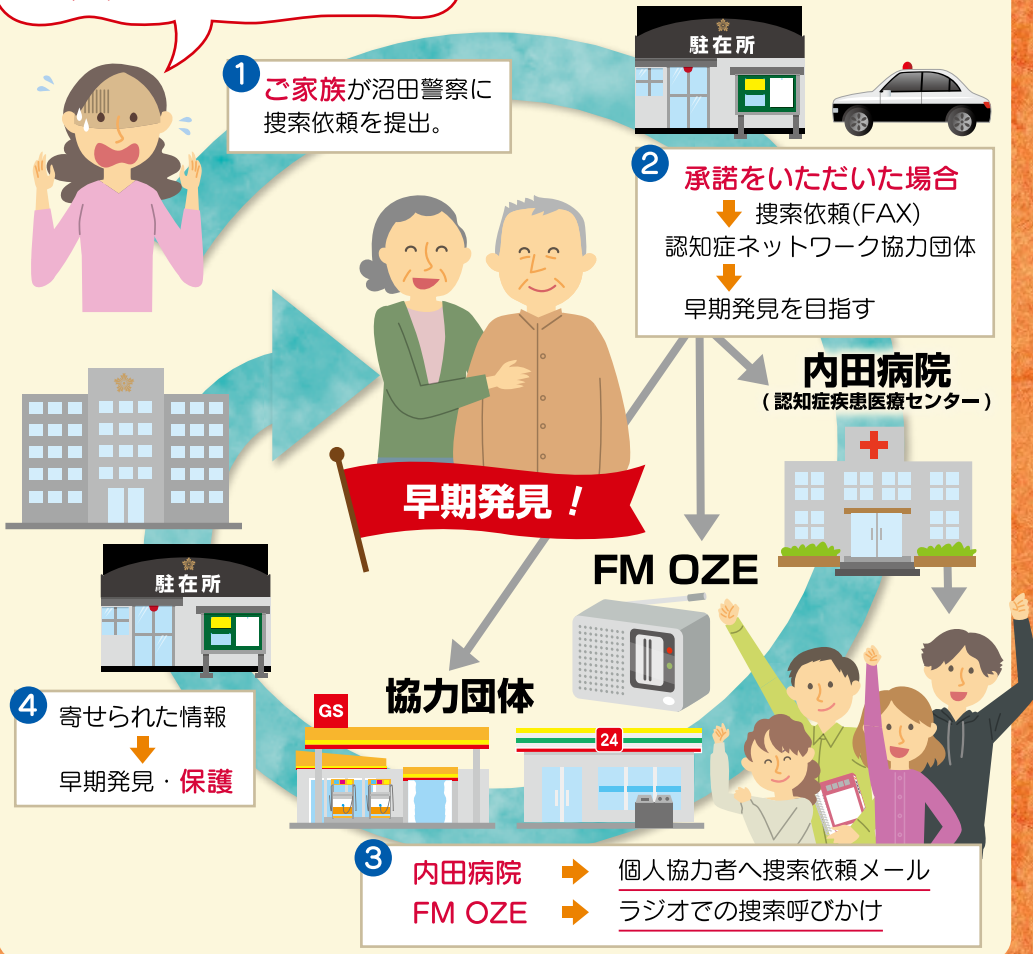 1
ご家族が沼田警察に
捜索依頼を提出。
駐在所
2
承諾をいただいた場合
捜索依頼(FAX)
認知症ネットワーク協力団体
早期発見を目指す
内田病院
(認知症疾患医療センター)
早期発見！
FM OZE
駐在所
協力団体
GS
24
4
寄せられた情報
早期発見・保護
3
内田病院 個人協力者へ捜索依頼メール
FM OZE ラジオでの捜索呼びかけ